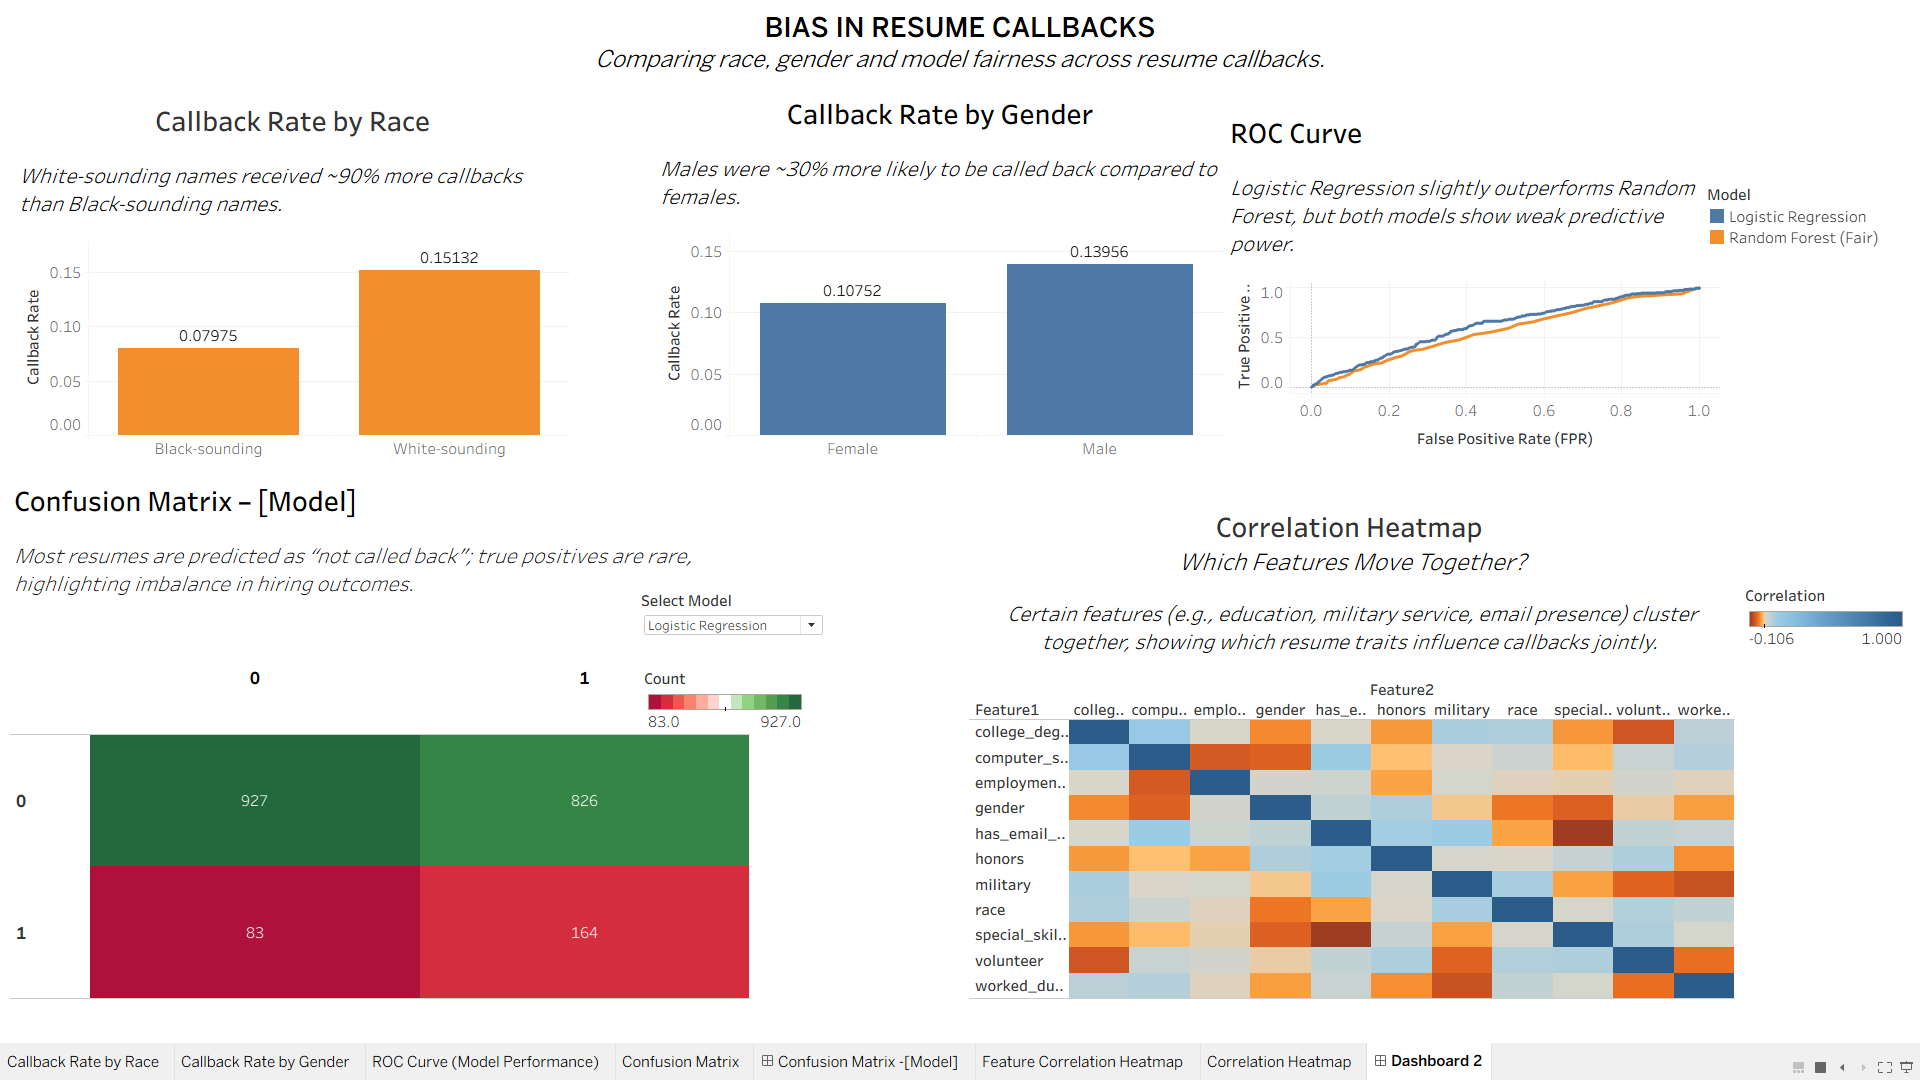 BIAS IN RESUME CALLBACKS
Comparing race, gender and model fairness across resume callbacks.
Callback Rate by Race
White-sounding names received ~90% more callbacks
than Black-sounding names.
Callback Rate
0.15
0.10
0.05
0.00
0.07975
0.15132
Black-sounding
White-sounding
Callback Rate by Gender
Males were ~30% more likely to be called back compared to
females.
Callback Rate
0.15
0.10
0.05
0.00
0.10752
0.13956
Female
Male
ROC Curve
Logistic Regression slightly outperforms Random
Forest, but both models show weak predictive
power.
Model
Logistic Regression
Random Forest (Fair)
True Positive ..
1.0
0.5
0.0
0.0 0.2 0.4 0.6 0.8 1.0
False Positive Rate (FPR)
Confusion Matrix – [Model]
Most resumes are predicted as “not called back”; true positives are rare,
highlighting imbalance in hiring outcomes.
Select Model
Logistic Regression
Count
83.0 927.0
0 1
0 927 826
1 83 164
Correlation Heatmap
Which Features Move Together?
Certain features (e.g., education, military service, email presence) cluster
together, showing which resume traits influence callbacks jointly.
Correlation
-0.106 1.000
Feature2
Feature1 colleg.. compu.. emplo.. gender has_e.. honors military race special.. volunt.. worke..
college_deg..
computer_s..
employmen..
gender
has_email_..
honors
military
race
special_skil..
volunteer
worked_du..
Callback Rate by Race Callback Rate by Gender ROC Curve (Model Performance) Confusion Matrix Confusion Matrix -[Model] Feature Correlation Heatmap Correlation Heatmap Dashboard 2